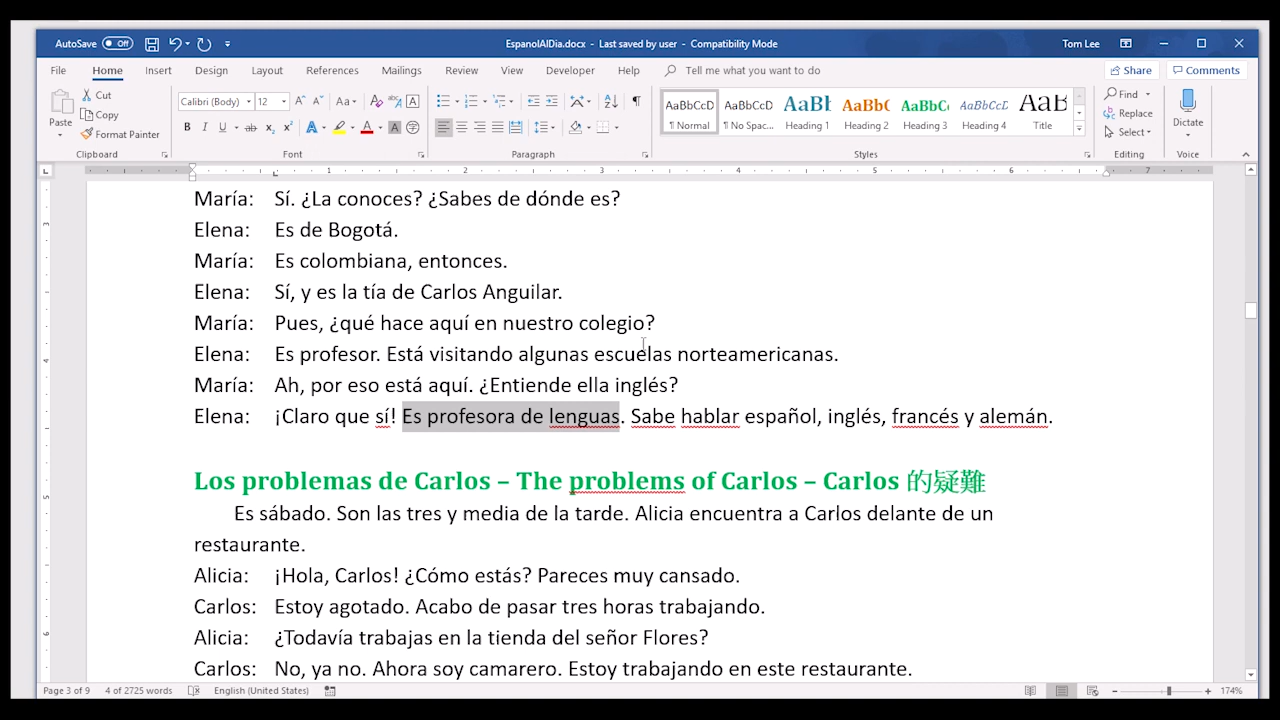 AutoSave Off
EspanolAlDia.docx - Last saved by user - Compatibility Mode
Tom Lee
File Home Insert Design Layout References Mailings Review View Developer Help Tell me what you want to do Share Comments
Paste
Cut
Copy
Format Painter
Clipboard
Calibri (Body) 12
Font
Paragraph
AaBbCcD AaBbCcD AaBb AaBbC AaBbC AaBbCcD AaB
¶ Normal ¶ No Spac... Heading 1 Heading 2 Heading 3 Heading 4 Title
Styles
Find
Replace
Select
Editing
Dictate
Voice
1 2 3 4 5 6 7
María: Sí. ¿La conoces? ¿Sabes de dónde es?
Elena: Es de Bogotá.
María: Es colombiana, entonces.
Elena: Sí, y es la tía de Carlos Anguilar.
María: Pues, ¿qué hace aquí en nuestro colegio?
Elena: Es profesor. Está visitando algunas escuelas norteamericanas.
María: Ah, por eso está aquí. ¿Entiende ella inglés?
Elena: ¡Claro que sí! Es profesora de lenguas. Sabe hablar español, inglés, francés y alemán.
Los problemas de Carlos – The problems of Carlos – Carlos 的疑難
Es sábado. Son las tres y media de la tarde. Alicia encuentra a Carlos delante de un
restaurante.
Alicia: ¡Hola, Carlos! ¿Cómo estás? Pareces muy cansado.
Carlos: Estoy agotado. Acabo de pasar tres horas trabajando.
Alicia: ¿Todavía trabajas en la tienda del señor Flores?
Carlos: No, ya no. Ahora soy camarero. Estoy trabajando en este restaurante.
Page 3 of 9 4 of 2725 words English (United States) 174%